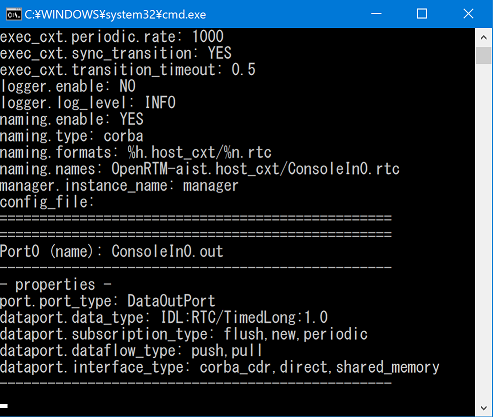 C:¥WINDOWS¥system32¥cmd.exe
exec_cxt.periodic.rate: 1000
exec_cxt.sync_transition: YES
exec_cxt.transition_timeout: 0.5
logger.enable: NO
logger.log_level: INFO
naming.enable: YES
naming.type: corba
naming.formats: %h.host_cxt/%n.rtc
naming.names: OpenRTM-aist.host_cxt/ConsoleIn0.rtc
manager.instance_name: manager
config_file:
=================================================
=================================================
Port0 (name): ConsoleIn0.out
-------------------------------------------------
- properties -
port.port_type: DataOutPort
dataport.data_type: IDL:RTC/TimedLong:1.0
dataport.subscription_type: flush,new,periodic
dataport.dataflow_type: push,pull
dataport.interface_type: corba_cdr,direct,shared_memory
-------------------------------------------------